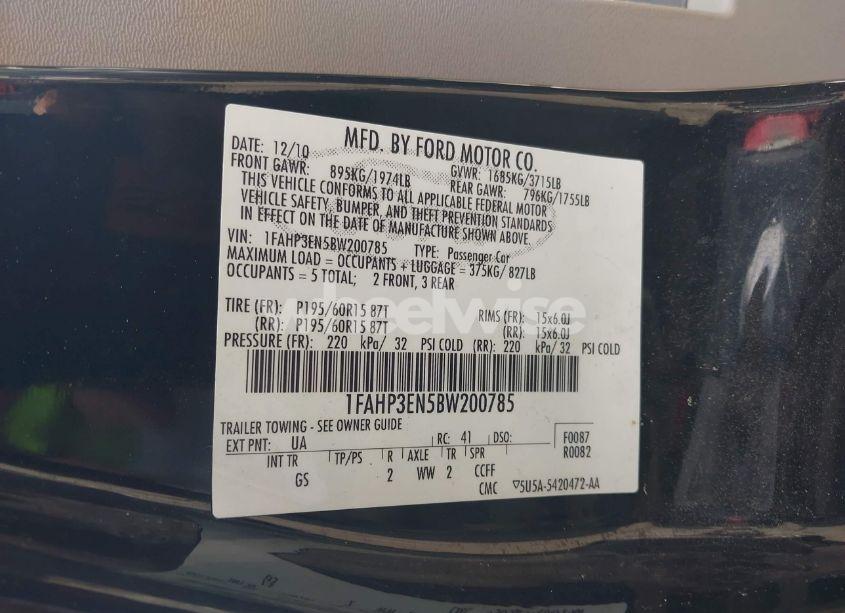 MFD. BY FORD MOTOR CO.
DATE: 12/10 GVWR: 1685KG/3715LB
FRONT GAWR: 895KG/1974LB REAR GAWR: 796KG/1755LB
THIS VEHICLE CONFORMS TO ALL APPLICABLE FEDERAL MOTOR
VEHICLE SAFETY, BUMPER, AND THEFT PREVENTION STANDARDS
IN EFFECT ON THE DATE OF MANUFACTURE SHOWN ABOVE.
VIN: 1FAHP3EN5BW200785 TYPE: Passenger Car
MAXIMUM LOAD = OCCUPANTS + LUGGAGE = 375KG/ 827LB
OCCUPANTS = 5 TOTAL; 2 FRONT, 3 REAR
wheelwise
TIRE (FR): P195/60R15 87T RIMS (FR): 15x6.0J
(RR): P195/60R15 87T (RR): 15x6.0J
PRESSURE (FR): 220 kPa/ 32 PSI COLD (RR): 220 kPa/ 32 PSI COLD
1FAHP3EN5BW200785
TRAILER TOWING - SEE OWNER GUIDE
EXT PNT: UA RC: 41 DSO: F0087
R0082
INT TR TP/PS R AXLE TR SPR
GS 2 WW 2 CCFF
CMC ▽5U5A-5420472-AA